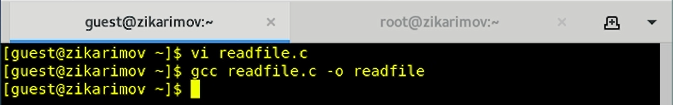 guest@zikarimov:~ × root@zikarimov:~ ×
[guest@zikarimov ~]$ vi readfile.c
[guest@zikarimov ~]$ gcc readfile.c -o readfile
[guest@zikarimov ~]$